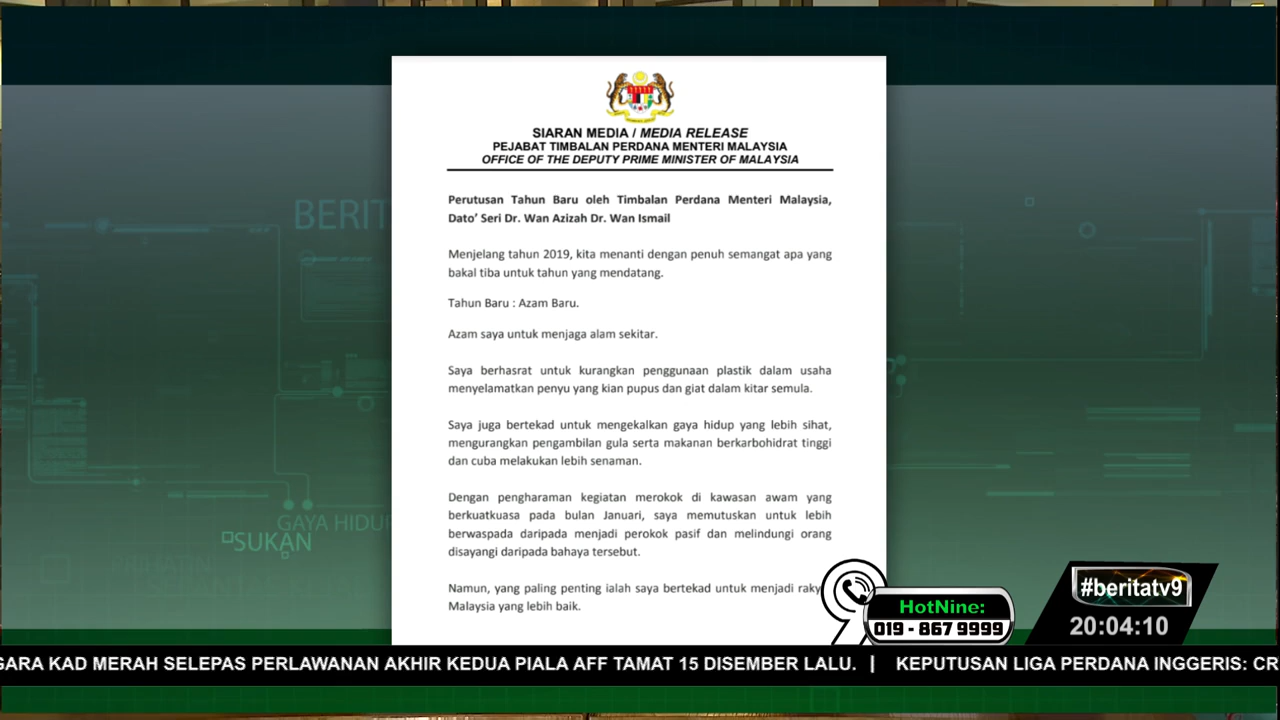 SIARAN MEDIA / MEDIA RELEASE
PEJABAT TIMBALAN PERDANA MENTERI MALAYSIA
OFFICE OF THE DEPUTY PRIME MINISTER OF MALAYSIA
Perutusan Tahun Baru oleh Timbalan Perdana Menteri Malaysia,
Dato’ Seri Dr. Wan Azizah Dr. Wan Ismail
Menjelang tahun 2019, kita menanti dengan penuh semangat apa yang
bakal tiba untuk tahun yang mendatang.
Tahun Baru : Azam Baru.
Azam saya untuk menjaga alam sekitar.
Saya berhasrat untuk kurangkan penggunaan plastik dalam usaha
menyelamatkan penyu yang kian pupus dan giat dalam kitar semula.
Saya juga bertekad untuk mengekalkan gaya hidup yang lebih sihat,
mengurangkan pengambilan gula serta makanan berkarbohidrat tinggi
dan cuba melakukan lebih senaman.
Dengan pengharaman kegiatan merokok di kawasan awam yang
berkuatkuasa pada bulan Januari, saya memutuskan untuk lebih
berwaspada daripada menjadi perokok pasif dan melindungi orang
disayangi daripada bahaya tersebut.
Namun, yang paling penting ialah saya bertekad untuk menjadi raky
Malaysia yang lebih baik.
BERIT
GAYA HIDUP
SUKAN
HotNine:
019 - 867 9999
#beritatv9
20:04:10
GARA KAD MERAH SELEPAS PERLAWANAN AKHIR KEDUA PIALA AFF TAMAT 15 DISEMBER LALU. | KEPUTUSAN LIGA PERDANA INGGERIS: CR